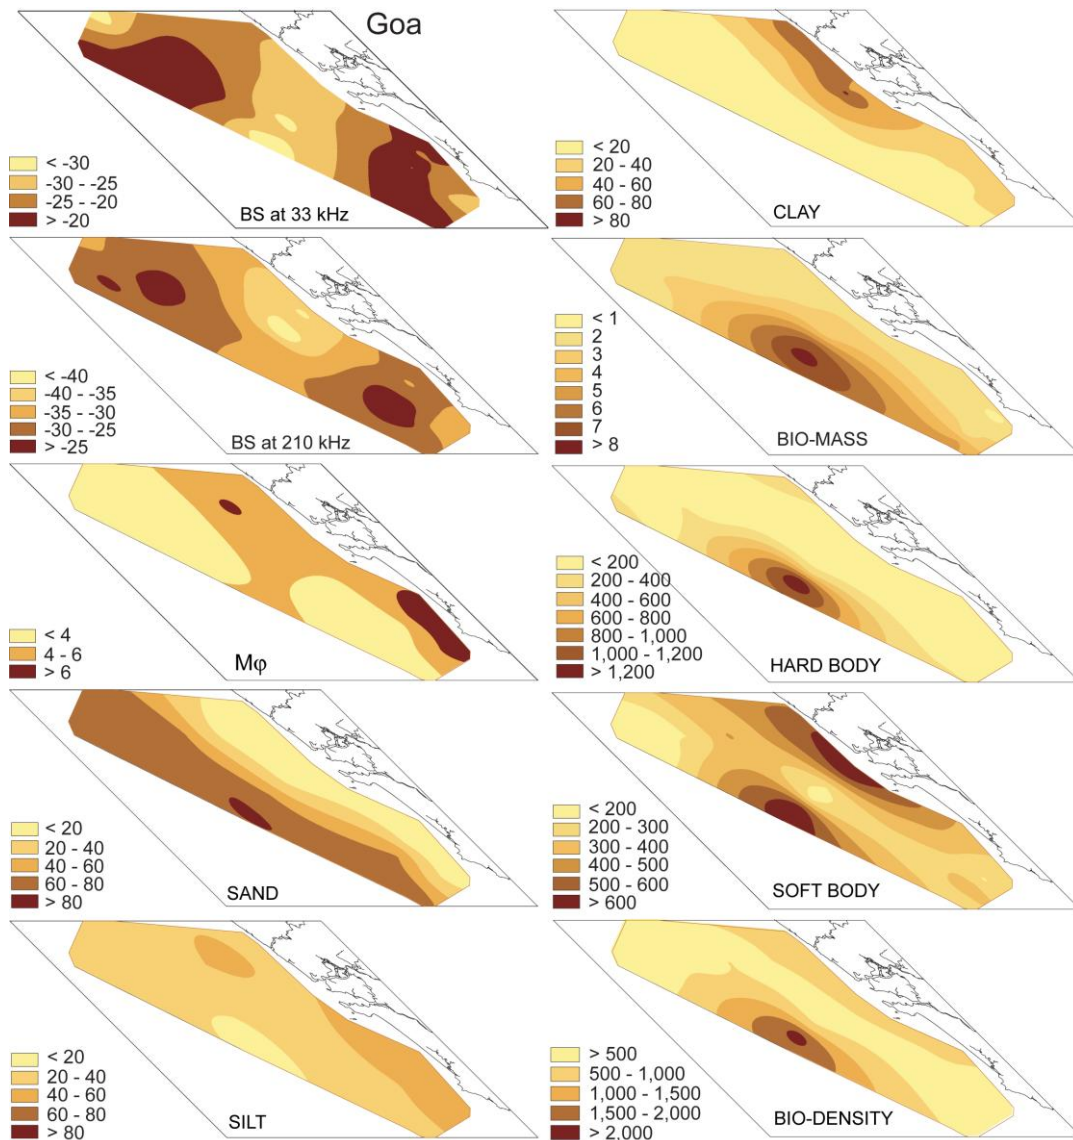 Goa
< -30
-30 - -25
-25 - -20
> -20
BS at 33 kHz
< 20
20 - 40
40 - 60
60 - 80
> 80
CLAY
< -40
-40 - -35
-35 - -30
-30 - -25
> -25
BS at 210 kHz
< 1
2
3
4
5
6
7
> 8
BIO-MASS
< 4
4 - 6
> 6
Mφ
< 200
200 - 400
400 - 600
600 - 800
800 - 1,000
1,000 - 1,200
> 1,200
HARD BODY
< 20
20 - 40
40 - 60
60 - 80
> 80
SAND
< 200
200 - 300
300 - 400
400 - 500
500 - 600
> 600
SOFT BODY
< 20
20 - 40
40 - 60
60 - 80
> 80
SILT
> 500
500 - 1,000
1,000 - 1,500
1,500 - 2,000
> 2,000
BIO-DENSITY